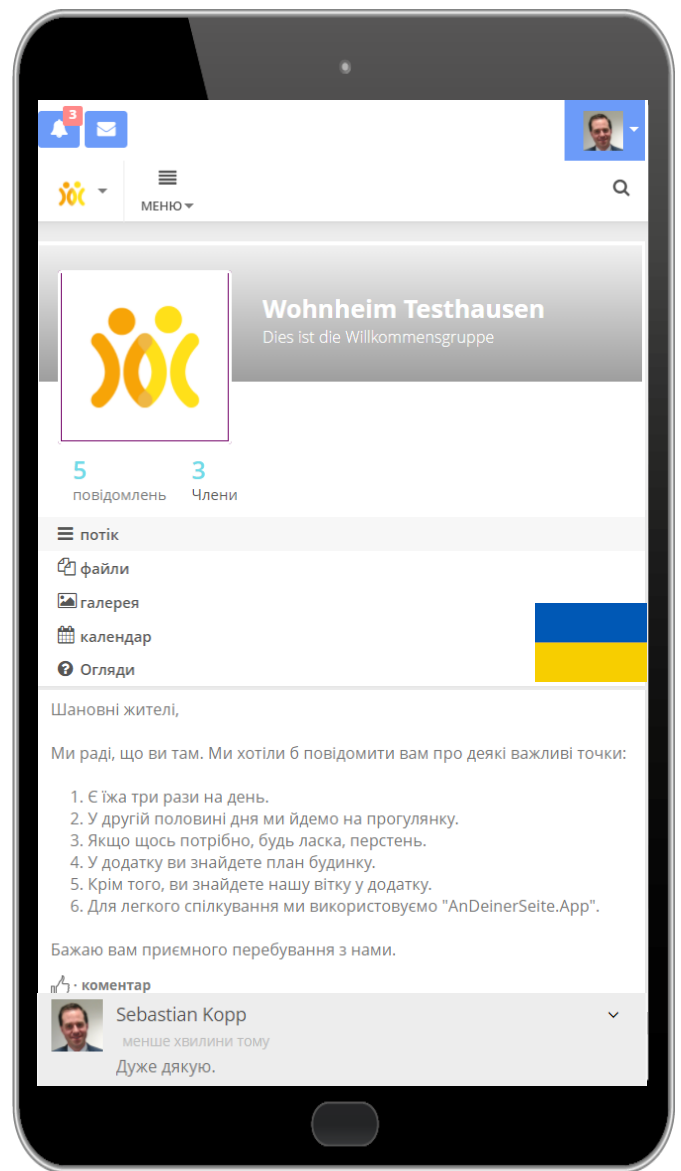 3
МЕНЮ
Wohnheim Testhausen
Dies ist die Willkommensgruppe
5 3
повідомлень Члени
потік
файли
галерея
календар
Огляди
Шановні жителі,
Ми раді, що ви там. Ми хотіли б повідомити вам про деякі важливі точки:
1. Є їжа три рази на день.
2. У другій половині дня ми йдемо на прогулянку.
3. Якщо щось потрібно, будь ласка, перстень.
4. У додатку ви знайдете план будинку.
5. Крім того, ви знайдете нашу вітку у додатку.
6. Для легкого спілкування ми використовуємо "AnDeinerSeite.App".
Бажаю вам приємного перебування з нами.
· коментар
Sebastian Kopp
менше хвилини тому
Дуже дякую.